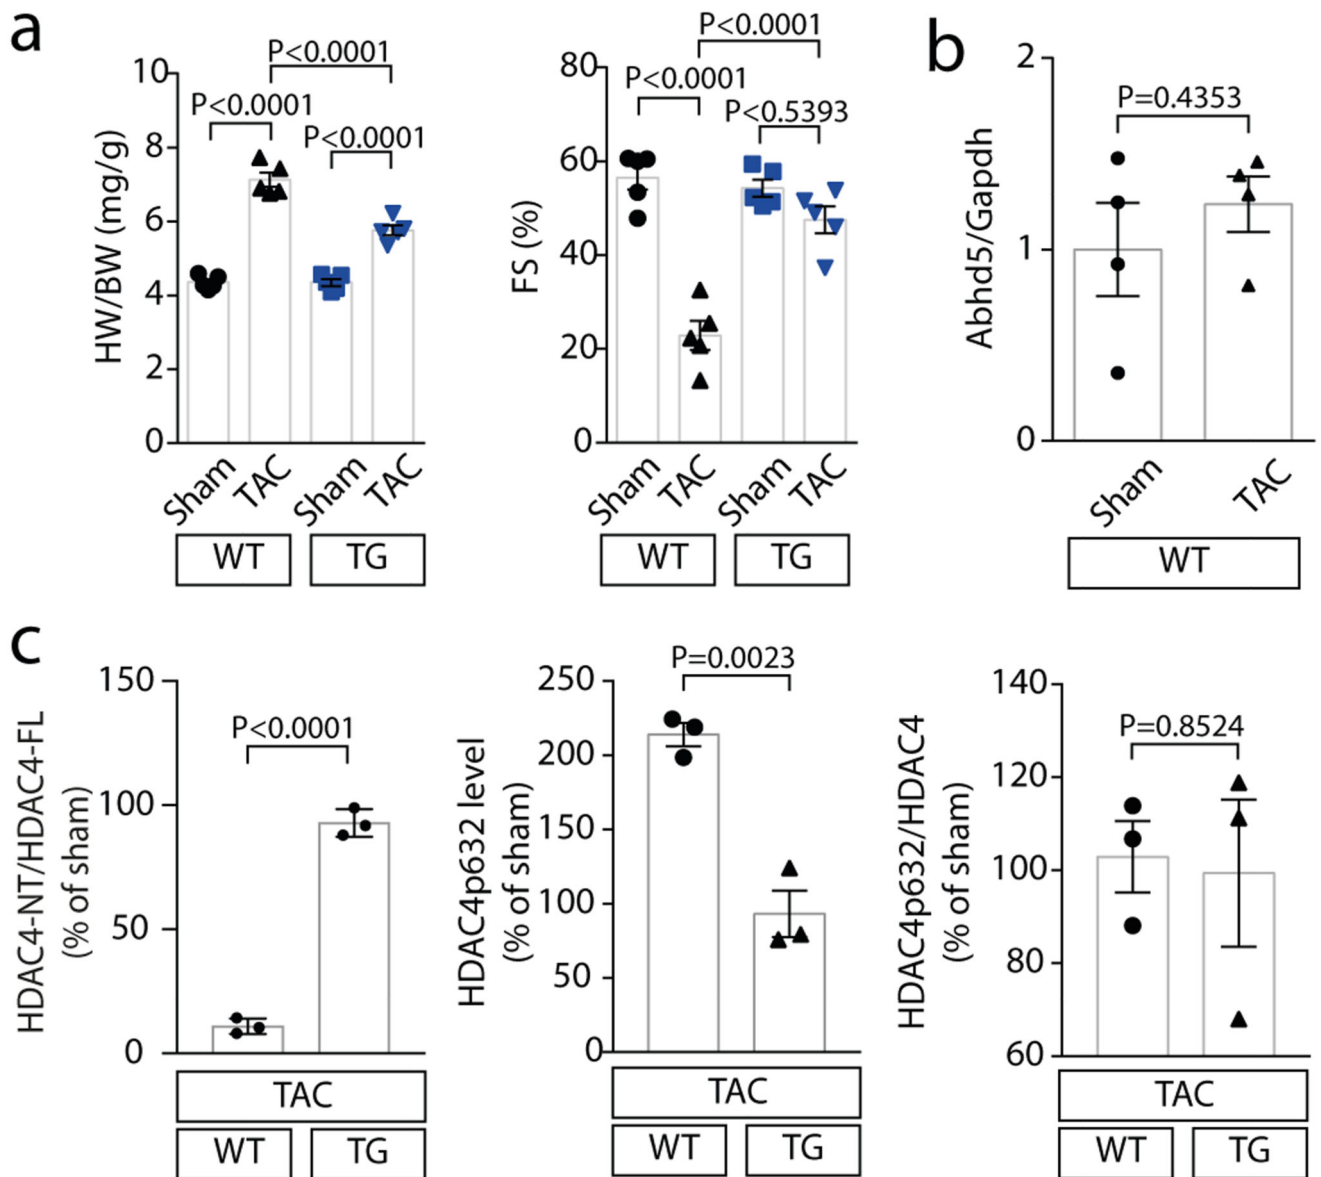 a
HW/BW (mg/g)
10
8
6
4
2
0
P<0.0001
P<0.0001
P<0.0001
Sham
TAC
Sham
TAC
WT
TG
FS (%)
80
60
40
20
0
P<0.0001
P<0.0001
P<0.5393
Sham
TAC
Sham
TAC
WT
TG
b
Abhd5/Gapdh
2
1
0
P=0.4353
Sham
TAC
WT
c
HDAC4-NT/HDAC4-FL
(% of sham)
150
100
50
0
P<0.0001
TAC
WT
TG
HDAC4p632 level
(% of sham)
250
200
150
100
50
0
P=0.0023
TAC
WT
TG
HDAC4p632/HDAC4
(% of sham)
140
120
100
80
60
P=0.8524
TAC
WT
TG